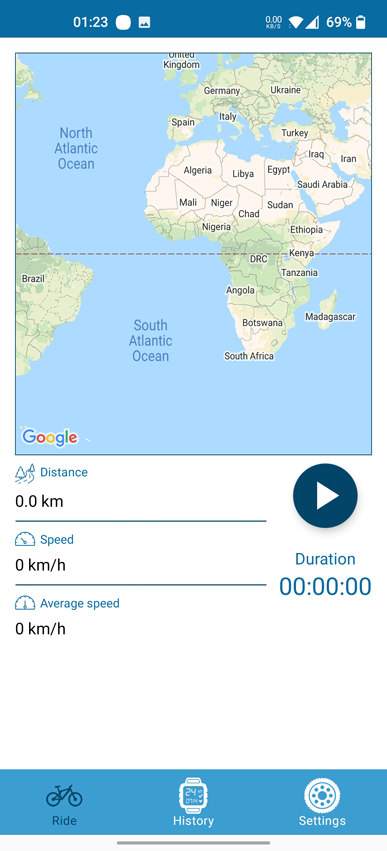 01:23
0.00
KB/S
69%
United
Kingdom
Germany
Ukraine
Spain
Italy
Turkey
North
Atlantic
Ocean
Iraq
Iran
Algeria
Libya
Egypt
Saudi Arabia
Mali
Niger
Chad
Sudan
Nigeria
Ethiopia
DRC
Kenya
Brazil
Tanzania
Angola
Madagascar
South
Atlantic
Ocean
Botswana
South Africa
Google
Distance
0.0 km
Speed
0 km/h
Average speed
0 km/h
Duration
00:00:00
Ride
History
Settings